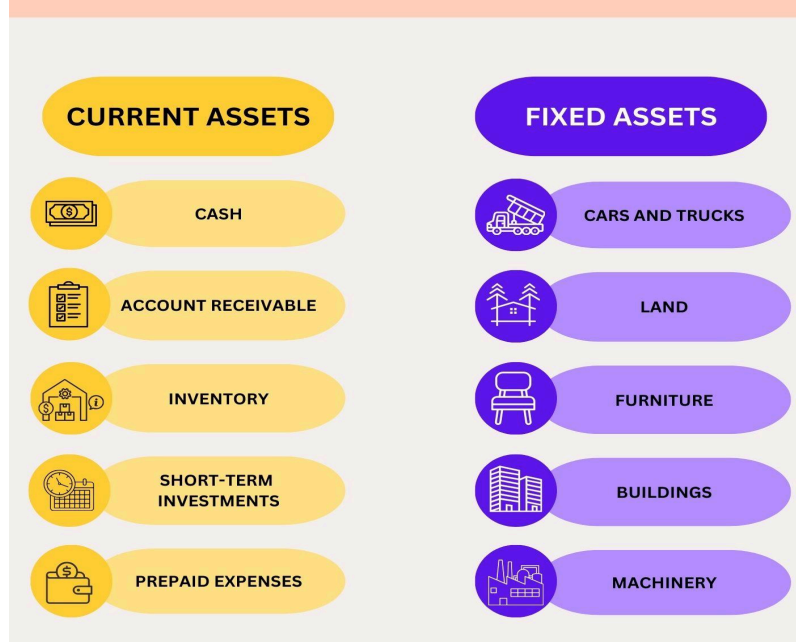 CURRENT ASSETS
CASH
ACCOUNT RECEIVABLE
INVENTORY
SHORT-TERM
INVESTMENTS
PREPAID EXPENSES
FIXED ASSETS
CARS AND TRUCKS
LAND
FURNITURE
BUILDINGS
MACHINERY